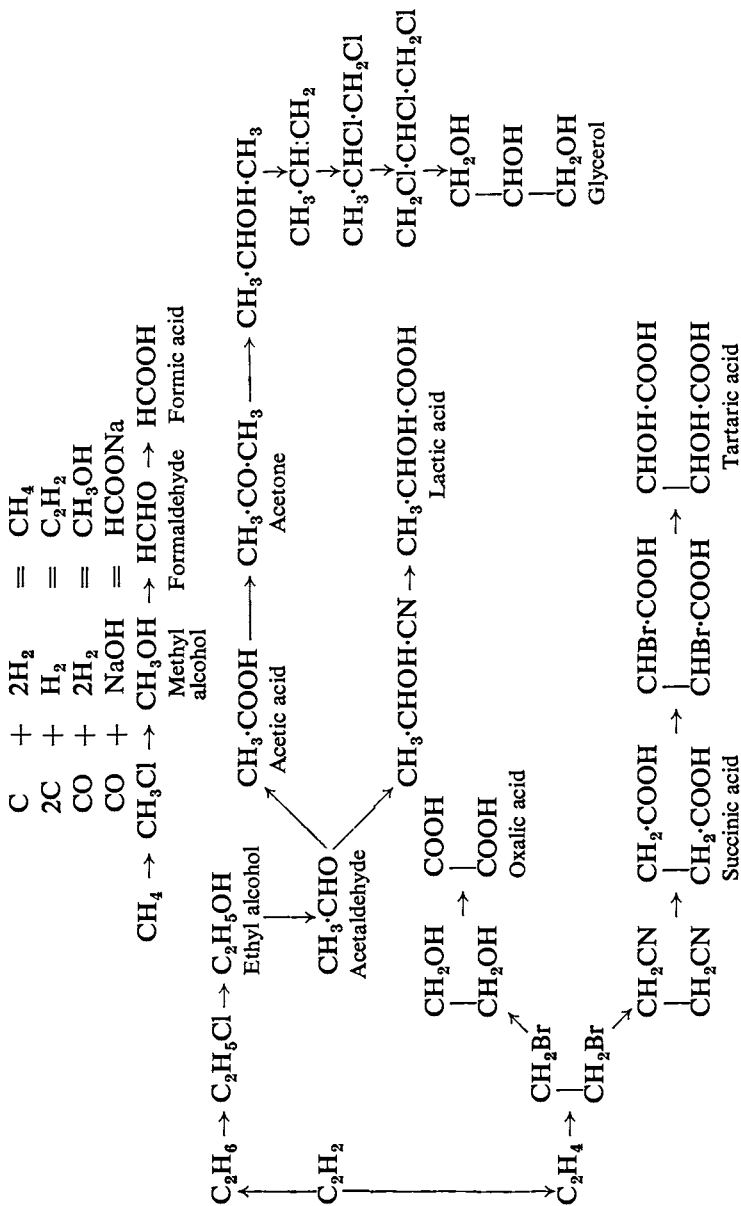 C + 2H₂ = CH₄
2C + H₂ = C₂H₂
CO + 2H₂ = CH₃OH
CO + NaOH = HCOONa
CH₄ → CH₃Cl → CH₃OH → HCHO → HCOOH
Methyl alcohol Formaldehyde Formic acid
C₂H₆ → C₂H₅Cl → C₂H₅OH
Ethyl alcohol
CH₃·COOH → CH₃·CO·CH₃ → CH₃·CHOH·CH₃
Acetic acid Acetone
CH₃·CH:CH₂
CH₃·CHCl·CH₂Cl
CH₂Cl·CHCl·CH₂Cl
CH₂OH
CHOH
CH₂OH
Glycerol
C₂H₂
CH₃·CHO
Acetaldehyde
CH₃·CHOH·CN → CH₃·CHOH·COOH
Lactic acid
CH₂OH → COOH
CH₂OH COOH
Oxalic acid
C₂H₄ → CH₂Br
CH₂Br
CH₂CN → CH₂·COOH → CHBr·COOH → CHOH·COOH
CH₂CN CH₂·COOH CHBr·COOH CHOH·COOH
Succinic acid Tartaric acid